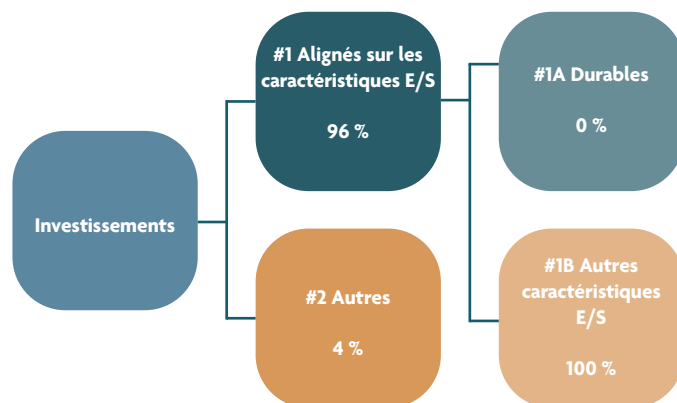 Investissements
#1 Alignés sur les
caractéristiques E/S
96 %
#2 Autres
4 %
#1A Durables
0 %
#1B Autres
caractéristiques
E/S
100 %